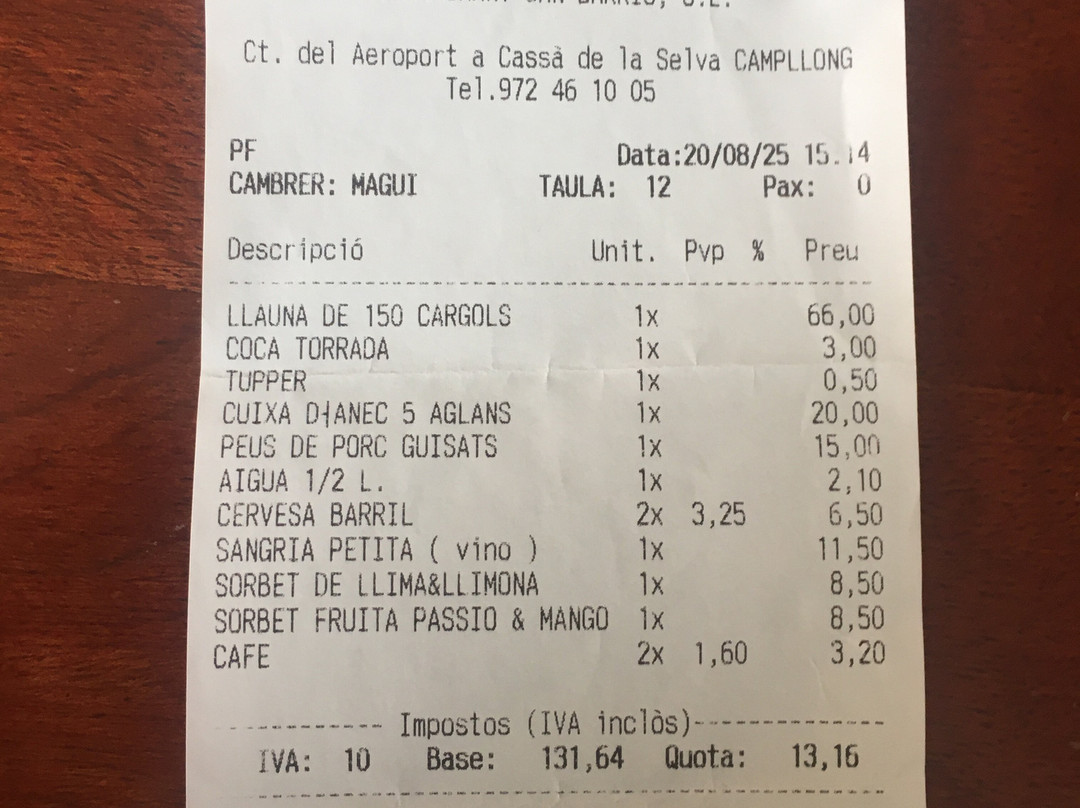 Ct. del Aeroport a Cassà de la Selva CAMPLLONG
Tel.972 46 10 05
PF Data:20/08/25 15.14
CAMBRER: MAGUI TAULA: 12 Pax: 0
Descripció Unit. Pvp % Preu
LLAUNA DE 150 CARGOLS 1x 66,00
COCA TORRADA 1x 3,00
TUPPER 1x 0,50
CUIXA D|ANEC 5 AGLANS 1x 20,00
PEUS DE PORC GUISATS 1x 15,00
AIGUA 1/2 L. 1x 2,10
CERVESA BARRIL 2x 3,25 6,50
SANGRIA PETITA ( vino ) 1x 11,50
SORBET DE LLIMA&LLIMONA 1x 8,50
SORBET FRUITA PASSIO & MANGO 1x 8,50
CAFE 2x 1,60 3,20
----------- Impostos (IVA inclòs)--------------
IVA: 10 Base: 131,64 Quota: 13,16